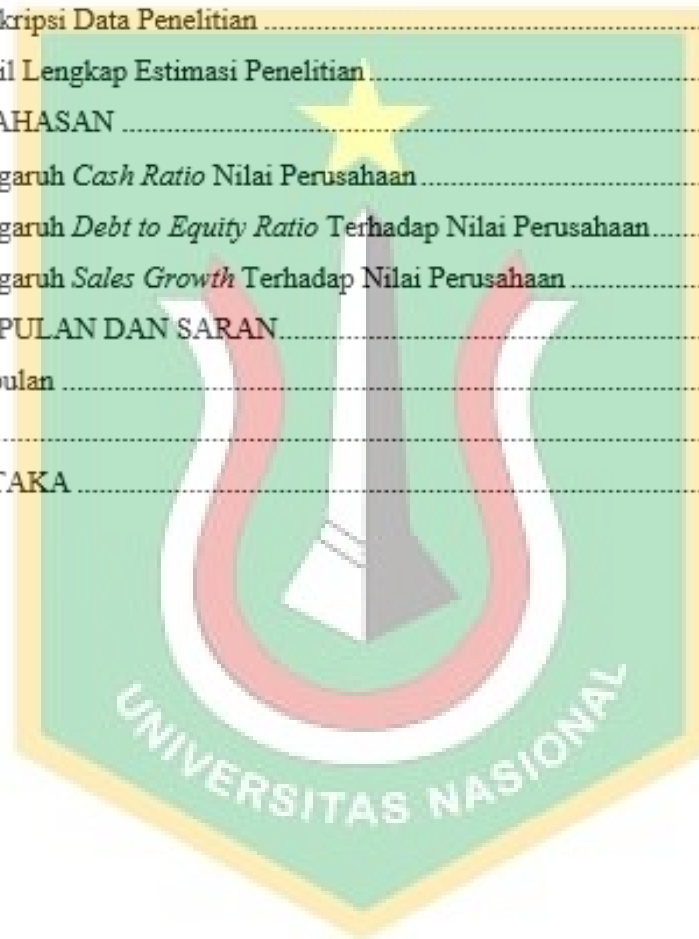 kripsi Data Penelitian ................................................................
il Lengkap Estimasi Penelitian ................................................
AHASAN ................................................................................
garuh Cash Ratio Nilai Perusahaan ........................................
garuh Debt to Equity Ratio Terhadap Nilai Perusahaan ........
garuh Sales Growth Terhadap Nilai Perusahaan ....................
PULAN DAN SARAN ............................................................
pulan ......................................................................................
................................................................................................
TAKA ......................................................................................
UNIVERSITAS NASIONAL